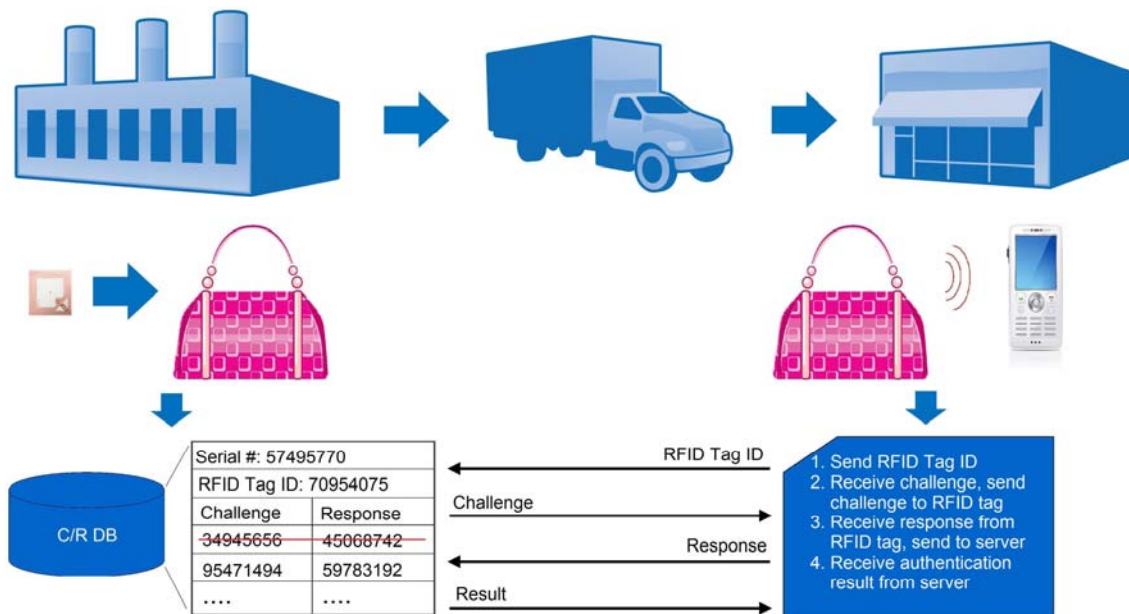 C/R DB
Serial #: 57495770
RFID Tag ID: 70954075
Challenge Response
34945656 45068742
95471494 59783192
.... ....
RFID Tag ID
Challenge
Response
Result
1. Send RFID Tag ID
2. Receive challenge, send
challenge to RFID tag
3. Receive response from
RFID tag, send to server
4. Receive authentication
result from server